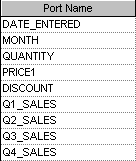 Port Name
DATE_ENTERED
MONTH
QUANTITY
PRICE1
DISCOUNT
Q1_SALES
Q2_SALES
Q3_SALES
Q4_SALES